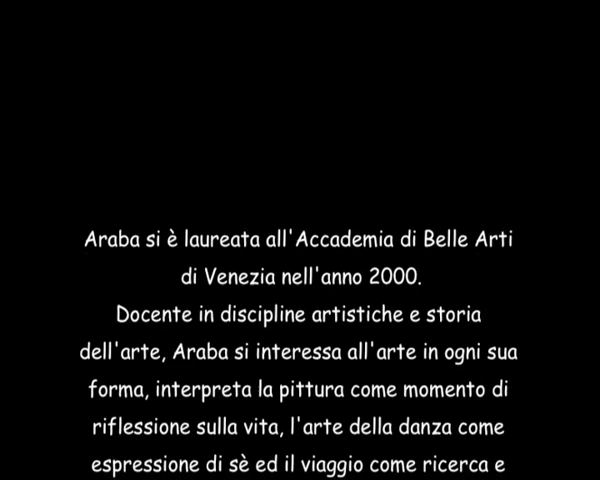 Araba si è laureata all'Accademia di Belle Arti
di Venezia nell'anno 2000.
Docente in discipline artistiche e storia
dell'arte, Araba si interessa all'arte in ogni sua
forma, interpreta la pittura come momento di
riflessione sulla vita, l'arte della danza come
espressione di sè ed il viaggio come ricerca e